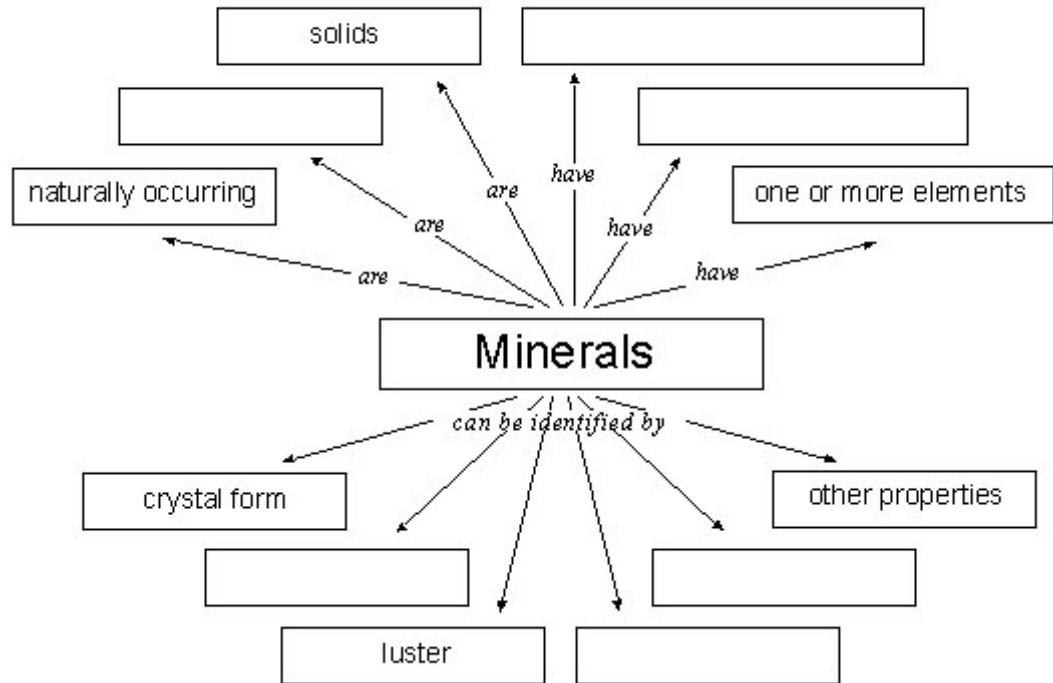 solids
naturally occurring
one or more elements
are
are
are
have
have
have
Minerals
can be identified by
crystal form
other properties
luster